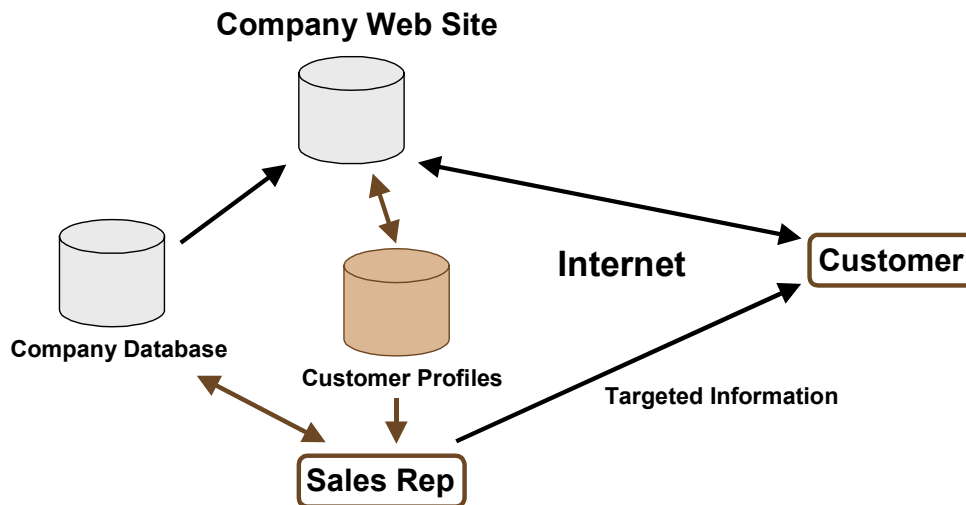 Company Web Site
Internet
Customer
Company Database
Customer Profiles
Targeted Information
Sales Rep